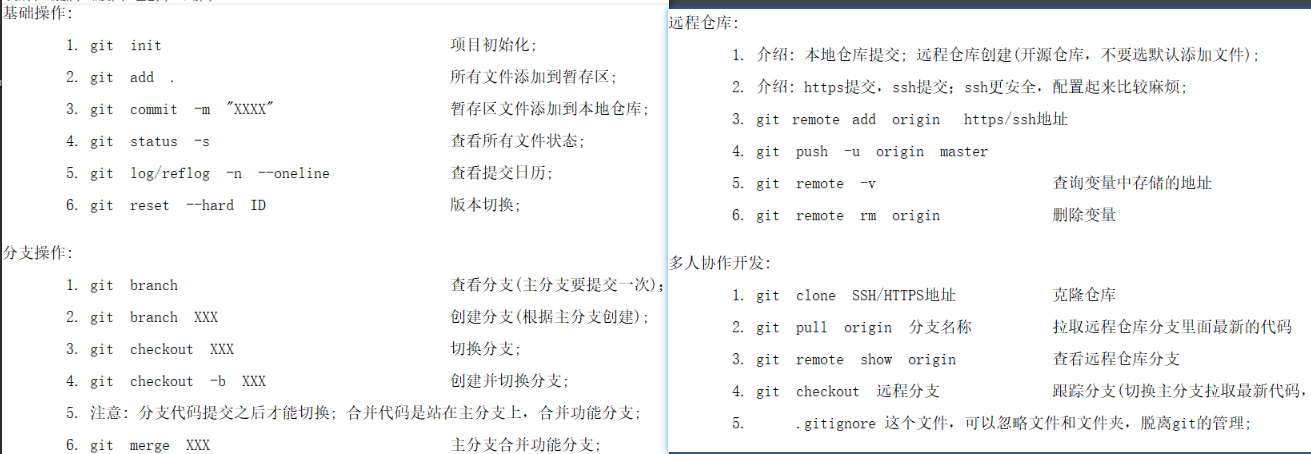 基础操作:
1. git init 项目初始化;
2. git add . 所有文件添加到暂存区;
3. git commit -m "XXXX" 暂存区文件添加到本地仓库;
4. git status -s 查看所有文件状态;
5. git log/reflog -n --oneline 查看提交日历;
6. git reset --hard ID 版本切换;
分支操作:
1. git branch 查看分支(主分支要提交一次);
2. git branch XXX 创建分支(根据主分支创建);
3. git checkout XXX 切换分支;
4. git checkout -b XXX 创建并切换分支;
5. 注意: 分支代码提交之后才能切换; 合并代码是站在主分支上, 合并功能分支;
6. git merge XXX 主分支合并功能分支;
远程仓库:
1. 介绍: 本地仓库提交; 远程仓库创建(开源仓库, 不要选默认添加文件);
2. 介绍: https提交, ssh提交; ssh更安全, 配置起来比较麻烦;
3. git remote add origin https/ssh地址
4. git push -u origin master
5. git remote -v 查询变量中存储的地址
6. git remote rm origin 删除变量
多人协作开发:
1. git clone SSH/HTTPS地址 克隆仓库
2. git pull origin 分支名称 拉取远程仓库分支里面最新的代码
3. git remote show origin 查看远程仓库分支
4. git checkout 远程分支 跟踪分支(切换主分支拉取最新代码,
5. .gitignore 这个文件, 可以忽略文件和文件夹, 脱离git的管理;